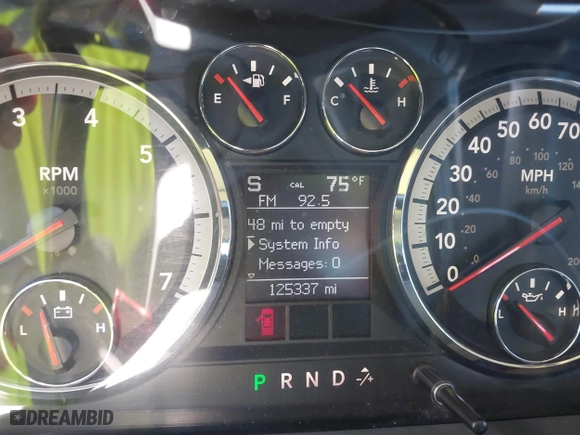 E F
C H
3 4 5 7
RPM
×1000
L H
S CAL 75°F
FM 92.5
48 mi to empty
System Info
Messages: 0
125337 mi
P R N D -/+
0 10 20 30 40 50 60 70
MPH
km/h
L H
DREAMBID